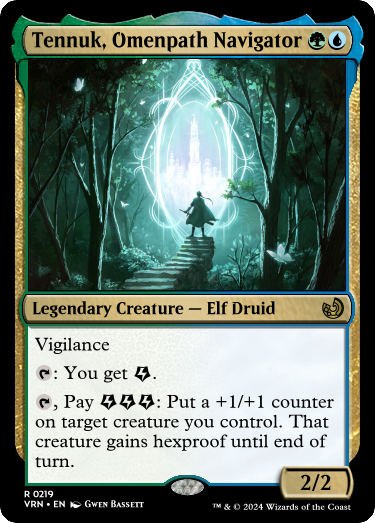 Tennuk, Omenpath Navigator
Legendary Creature — Elf Druid
Vigilance
: You get .
, Pay : Put a +1/+1 counter
on target creature you control. That
creature gains hexproof until end of
turn.
2/2
R 0219
VRN • EN Gwen Bassett
™ & © 2024 Wizards of the Coast